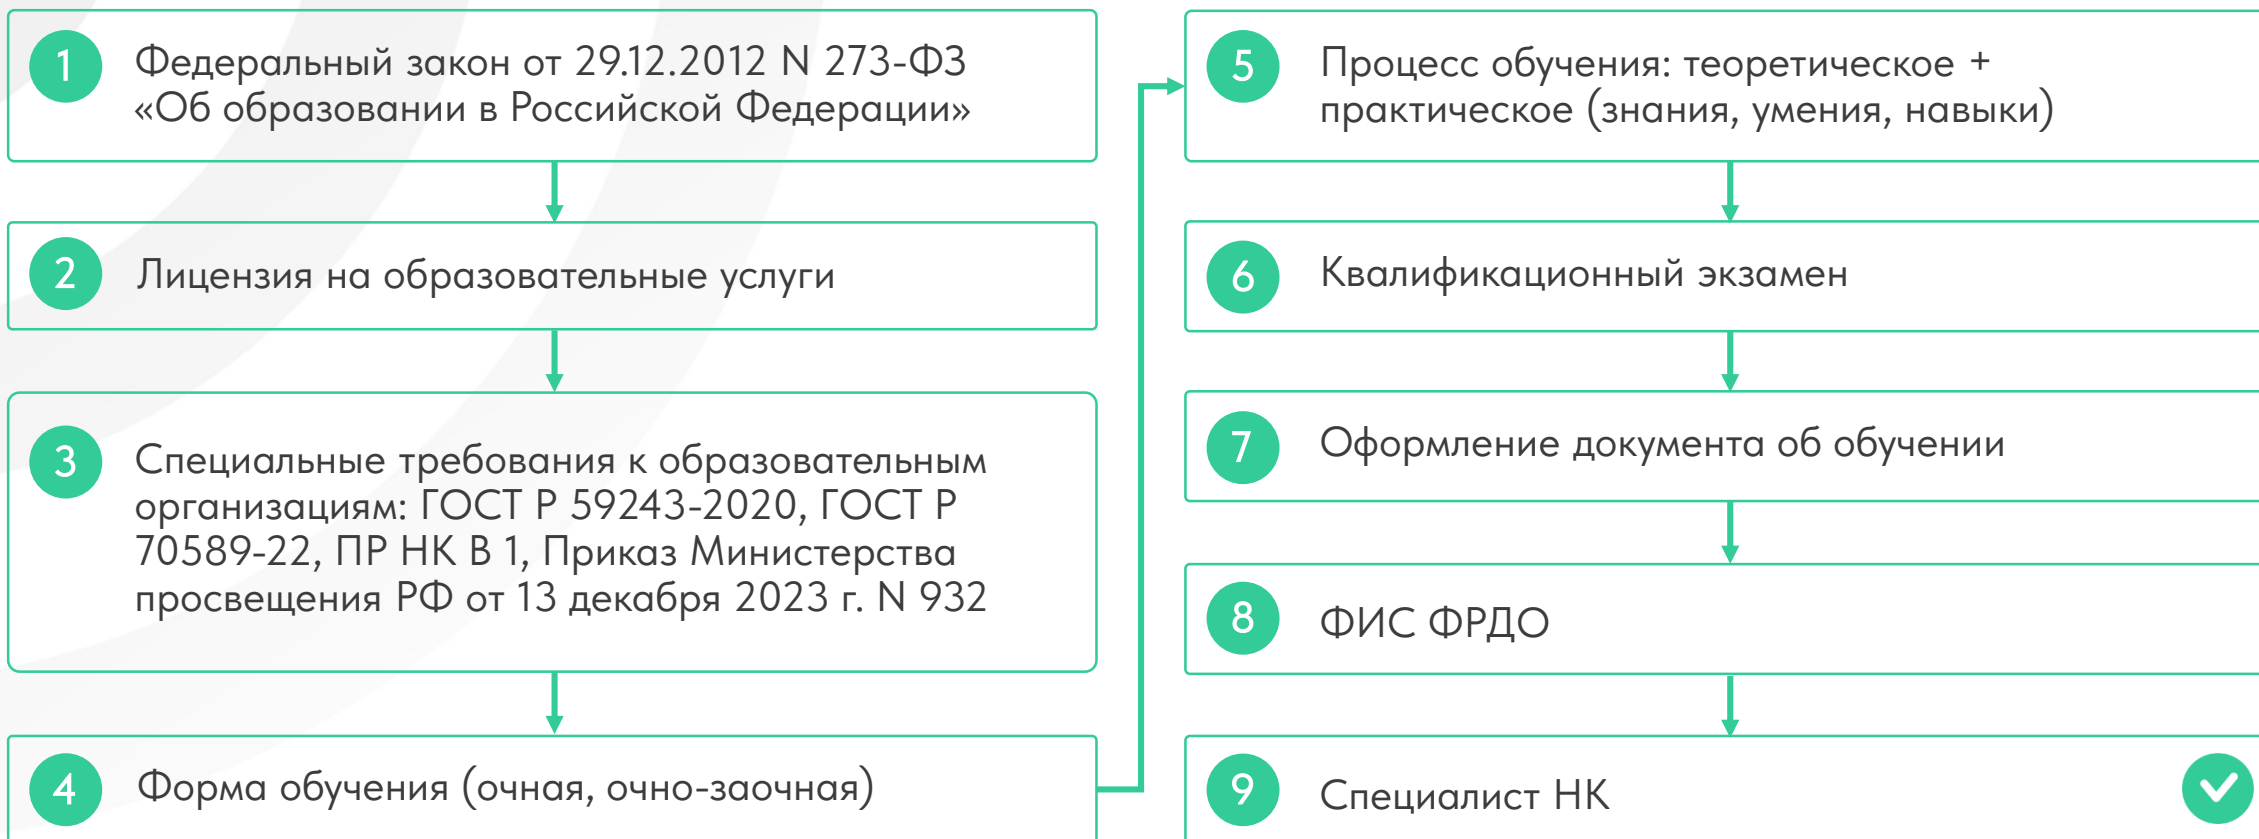 1
Федеральный закон от 29.12.2012 N 273-ФЗ
«Об образовании в Российской Федерации»
2
Лицензия на образовательные услуги
3
Специальные требования к образовательным
организациям: ГОСТ Р 59243-2020, ГОСТ Р
70589-22, ПР НК В 1, Приказ Министерства
просвещения РФ от 13 декабря 2023 г. N 932
4
Форма обучения (очная, очно-заочная)
5
Процесс обучения: теоретическое +
практическое (знания, умения, навыки)
6
Квалификационный экзамен
7
Оформление документа об обучении
8
ФИС ФРДО
9
Специалист НК